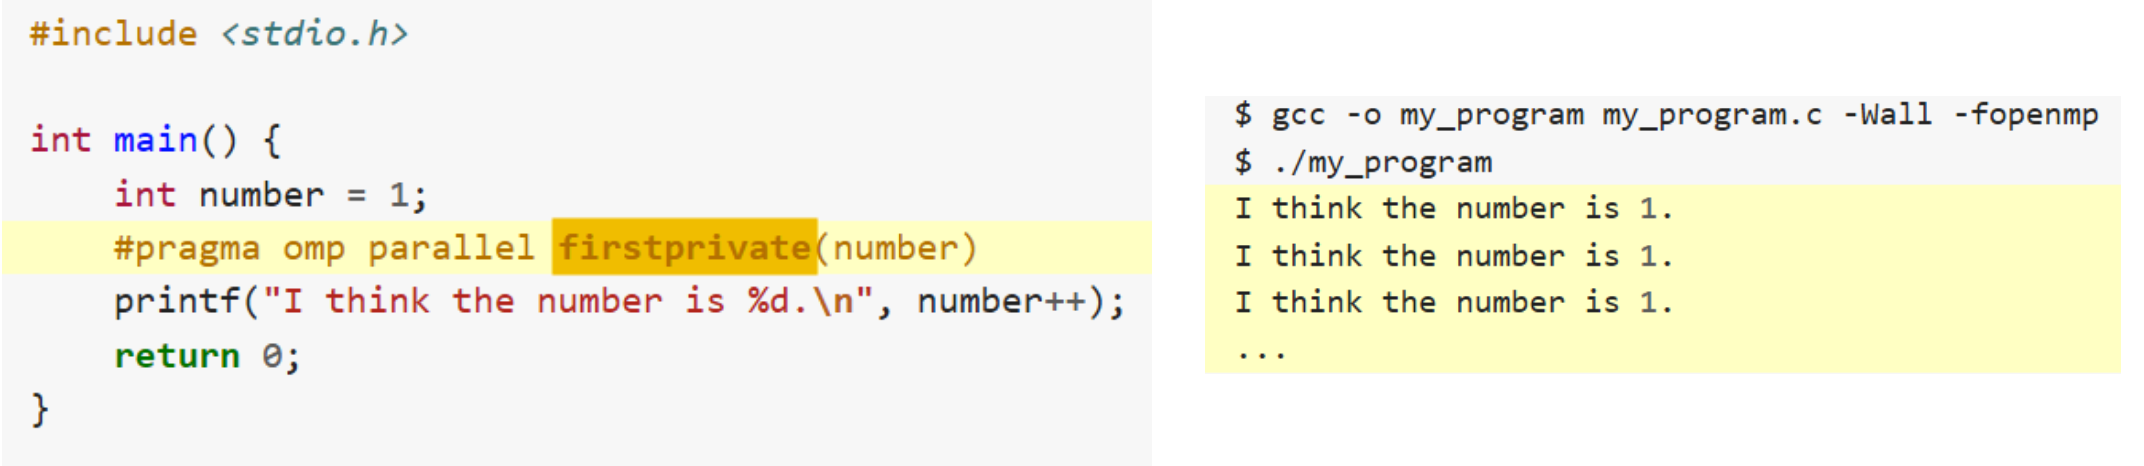 #include <stdio.h>
int main() {
    int number = 1;
    #pragma omp parallel firstprivate(number)
    printf("I think the number is %d.\n", number++);
    return 0;
}
$ gcc -o my_program my_program.c -Wall -fopenmp
$ ./my_program
I think the number is 1.
I think the number is 1.
I think the number is 1.
...